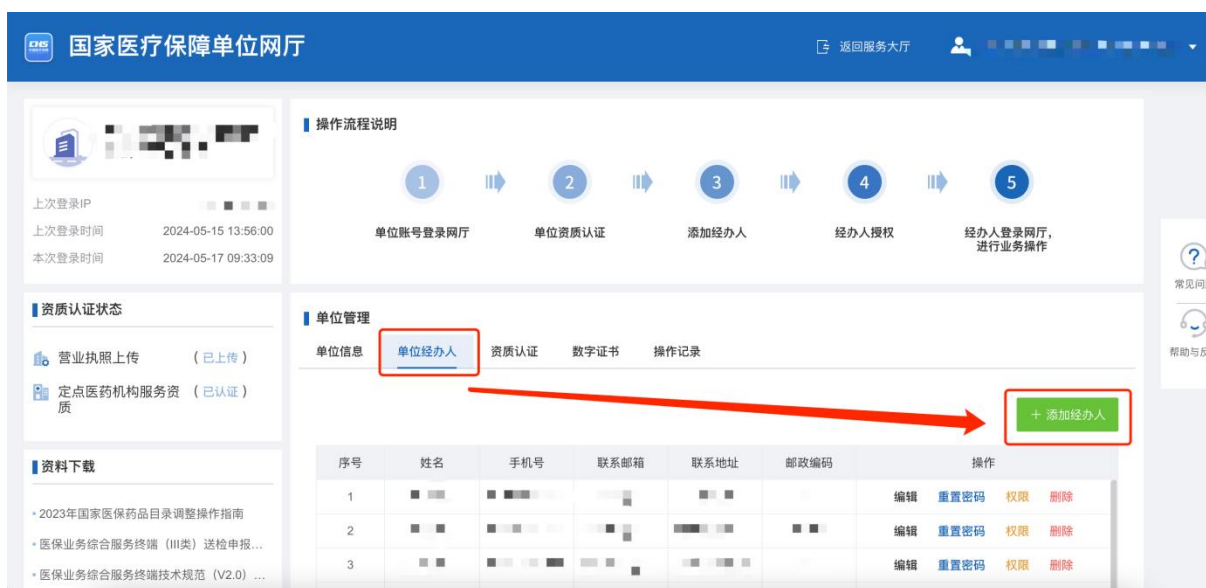 CHS
国家医疗保障单位网厅
返回服务大厅
上次登录IP
上次登录时间 2024-05-15 13:56:00
本次登录时间 2024-05-17 09:33:09
资质认证状态
营业执照上传 （已上传）
定点医药机构服务资 （已认证）
质
资料下载
2023年国家医保药品目录调整操作指南
医保业务综合服务终端（III类）送检申报...
医保业务综合服务终端技术规范（V2.0）...
操作流程说明
1 2 3 4 5
单位账号登录网厅 单位资质认证 添加经办人 经办人授权 经办人登录网厅，
进行业务操作
单位管理
单位信息 单位经办人 资质认证 数字证书 操作记录
+ 添加经办人
序号 姓名 手机号 联系邮箱 联系地址 邮政编码 操作
1 编辑 重置密码 权限 删除
2 编辑 重置密码 权限 删除
3 编辑 重置密码 权限 删除
?
常见问
帮助与反